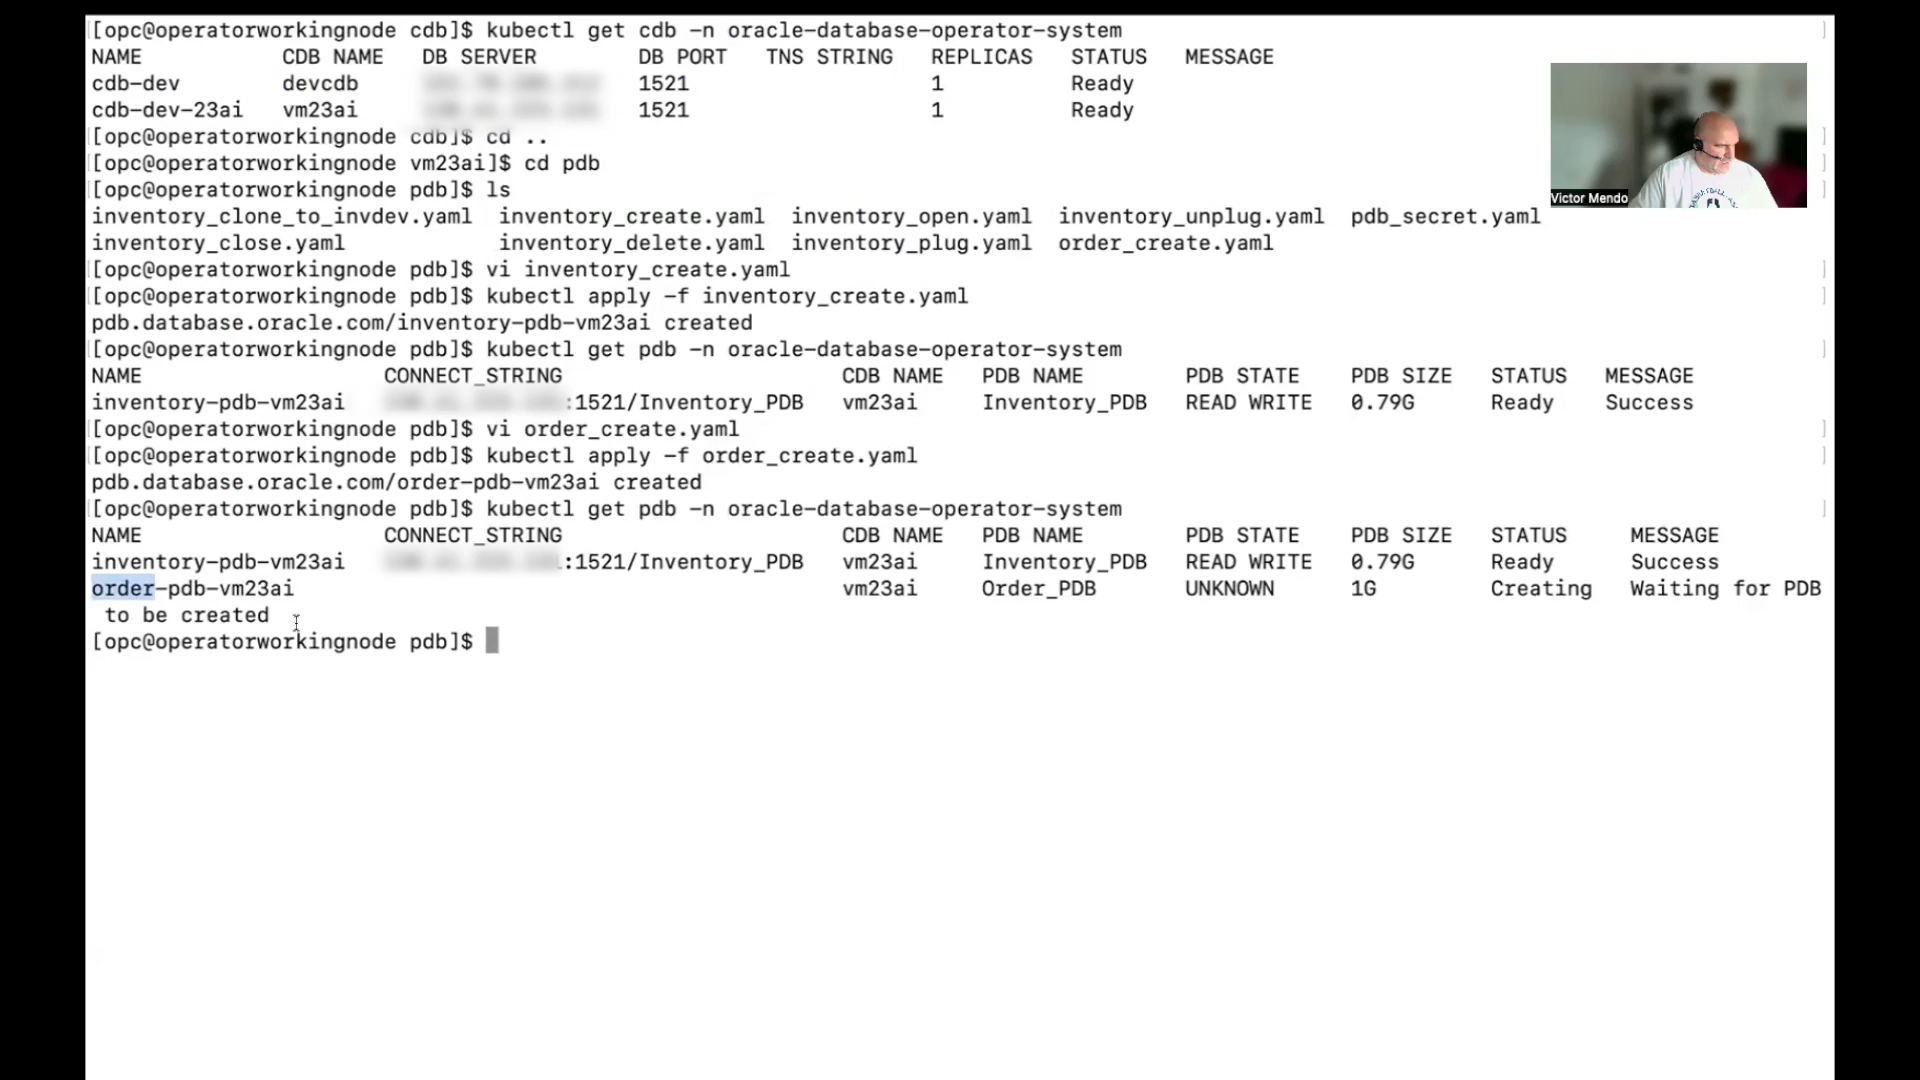 [opc@operatorworkingnode cdb]$ kubectl get cdb -n oracle-database-operator-system
NAME CDB NAME DB SERVER DB PORT TNS STRING REPLICAS STATUS MESSAGE
cdb-dev devcdb 1521 1 Ready
cdb-dev-23ai vm23ai 1521 1 Ready
[opc@operatorworkingnode cdb]$ cd ..
[opc@operatorworkingnode vm23ai]$ cd pdb
[opc@operatorworkingnode pdb]$ ls
inventory_clone_to_invdev.yaml inventory_create.yaml inventory_open.yaml inventory_unplug.yaml pdb_secret.yaml
inventory_close.yaml inventory_delete.yaml inventory_plug.yaml order_create.yaml
[opc@operatorworkingnode pdb]$ vi inventory_create.yaml
[opc@operatorworkingnode pdb]$ kubectl apply -f inventory_create.yaml
pdb.database.oracle.com/inventory-pdb-vm23ai created
[opc@operatorworkingnode pdb]$ kubectl get pdb -n oracle-database-operator-system
NAME CONNECT_STRING CDB NAME PDB NAME PDB STATE PDB SIZE STATUS MESSAGE
inventory-pdb-vm23ai :1521/Inventory_PDB vm23ai Inventory_PDB READ WRITE 0.79G Ready Success
[opc@operatorworkingnode pdb]$ vi order_create.yaml
[opc@operatorworkingnode pdb]$ kubectl apply -f order_create.yaml
pdb.database.oracle.com/order-pdb-vm23ai created
[opc@operatorworkingnode pdb]$ kubectl get pdb -n oracle-database-operator-system
NAME CONNECT_STRING CDB NAME PDB NAME PDB STATE PDB SIZE STATUS MESSAGE
inventory-pdb-vm23ai :1521/Inventory_PDB vm23ai Inventory_PDB READ WRITE 0.79G Ready Success
order-pdb-vm23ai vm23ai Order_PDB UNKNOWN 1G Creating Waiting for PDB
to be created
[opc@operatorworkingnode pdb]$
Victor Mendo